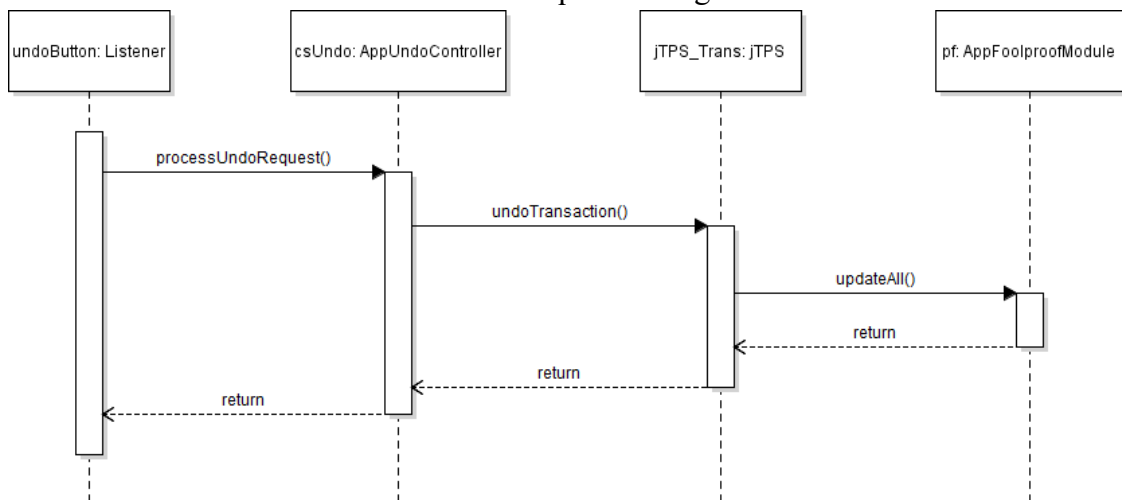 undoButton: Listener
csUndo: AppUndoController
jTPS_Trans: jTPS
pf: AppFoolproofModule
processUndoRequest()
undoTransaction()
updateAll()
return
return
return